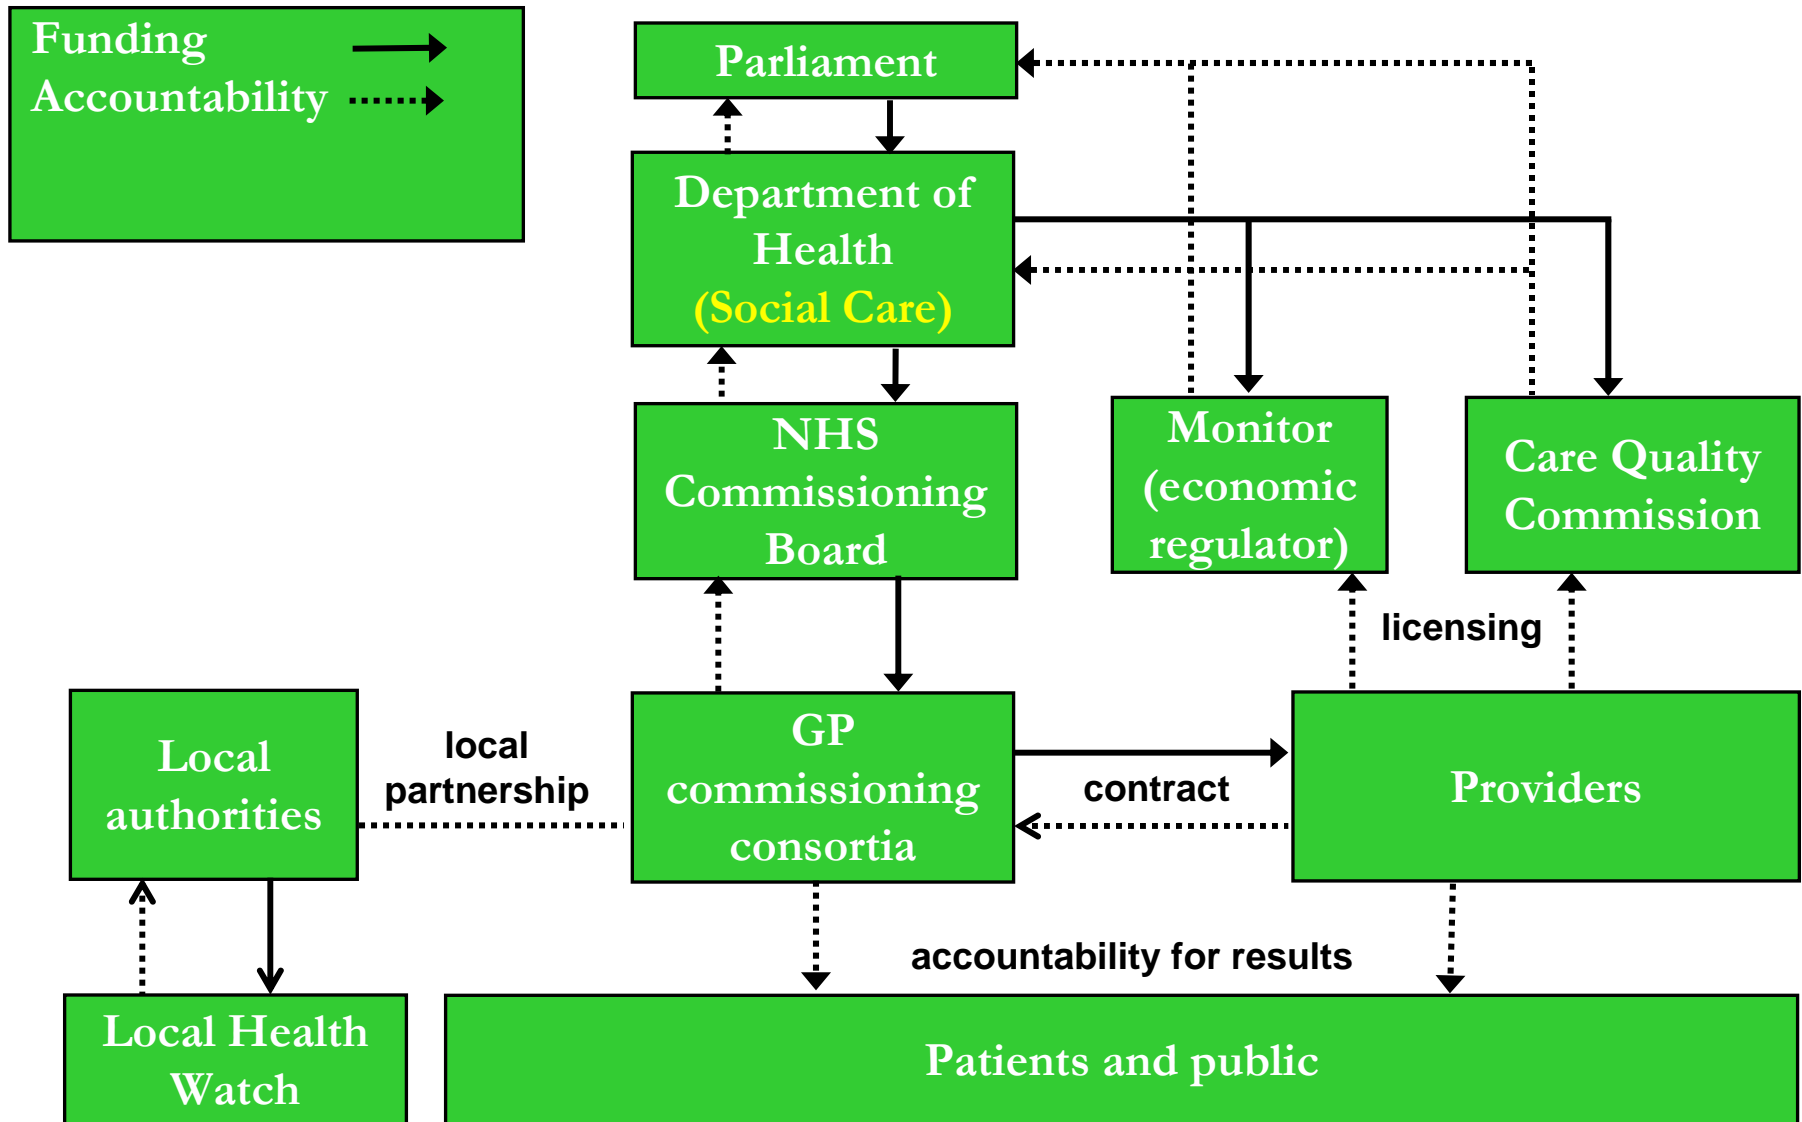 Funding
Accountability
Parliament
Department of
Health
(Social Care)
NHS
Commissioning
Board
Monitor
(economic
regulator)
Care Quality
Commission
licensing
Local
authorities
local
partnership
GP
commissioning
consortia
contract
Providers
accountability for results
Local Health
Watch
Patients and public